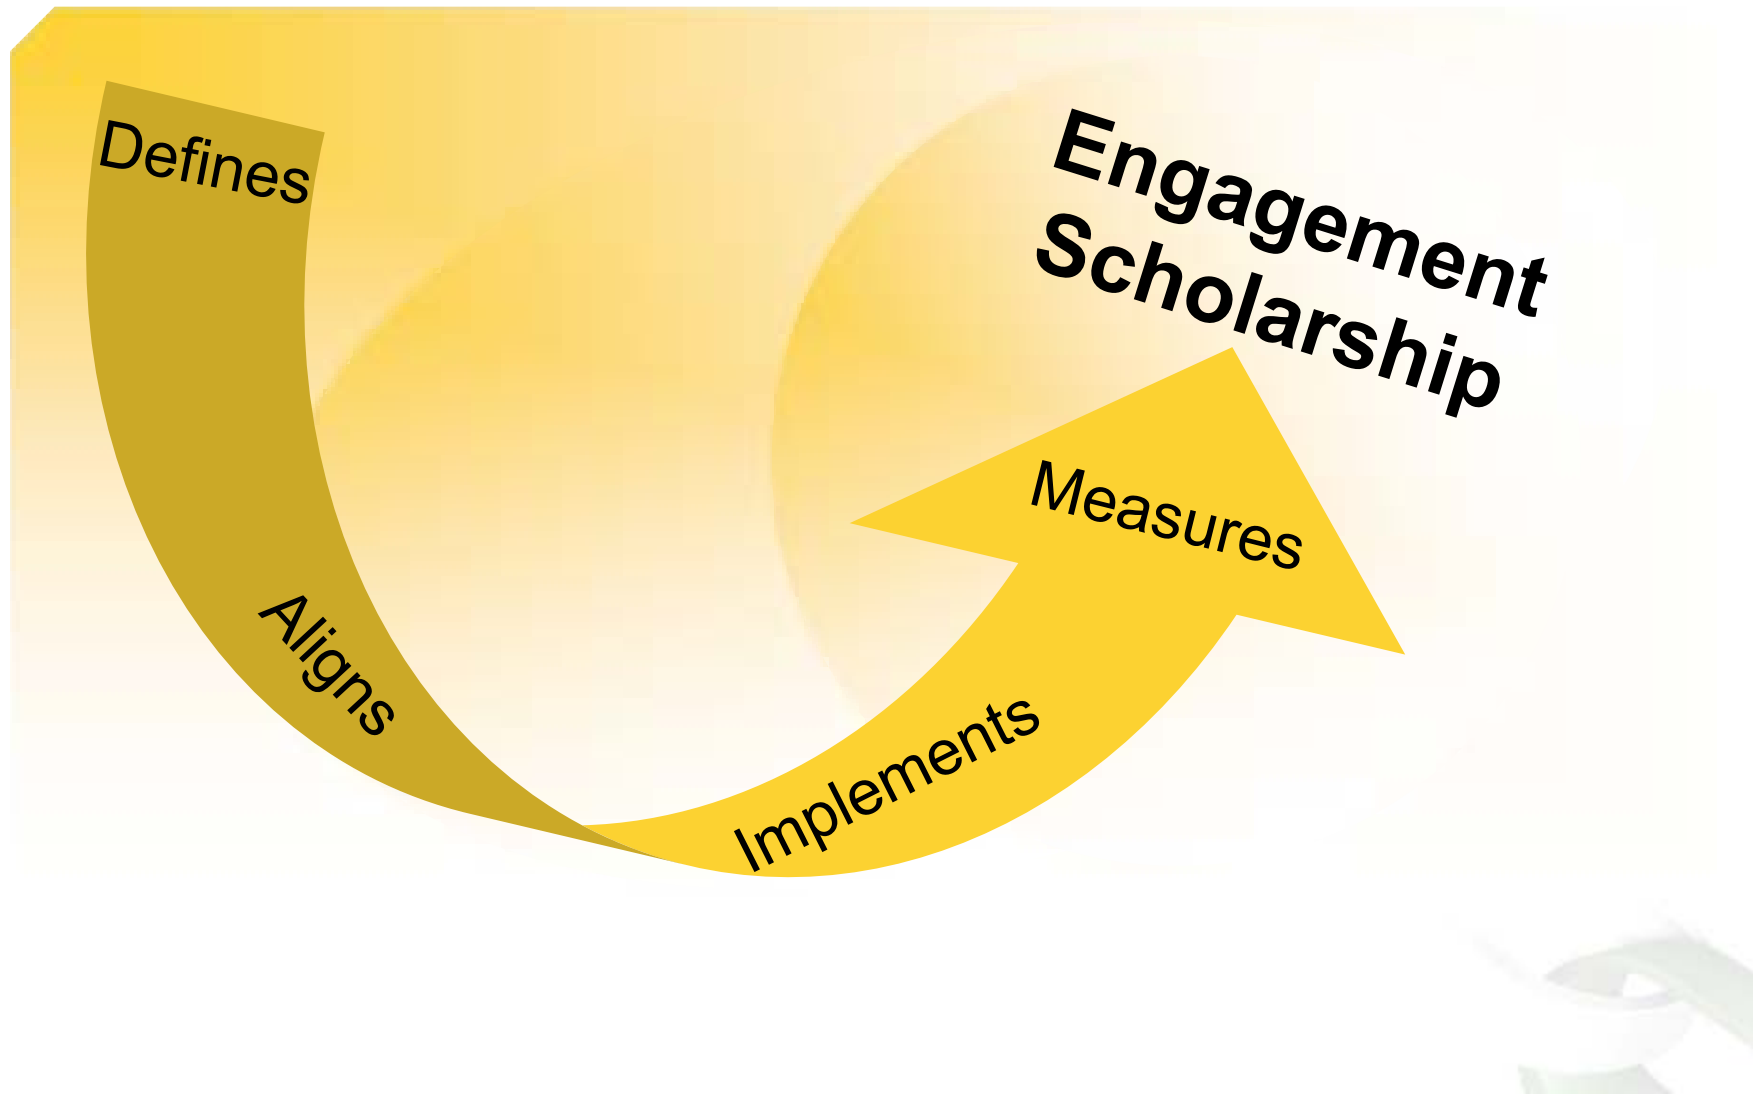 Defines
Aligns
Implements
Measures
Engagement
Scholarship